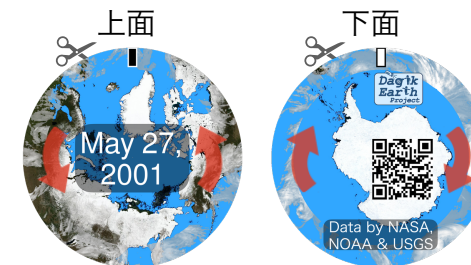 上面
下面
May 27,
2001
Dagik
Earth
Project
Data by NASA,
NOAA & USGS